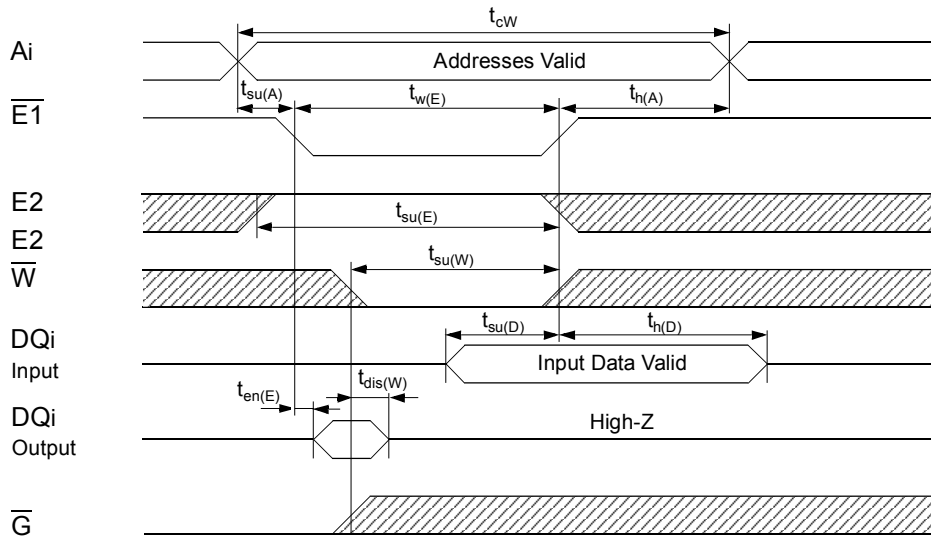 t_cW
Ai
Addresses Valid
t_su(A)
t_w(E)
t_h(A)
E̅1̅
E2
t_su(E)
E2
t_su(W)
W̅
DQi
t_su(D)
t_h(D)
Input
Input Data Valid
t_en(E)
t_dis(W)
DQi
High-Z
Output
G̅